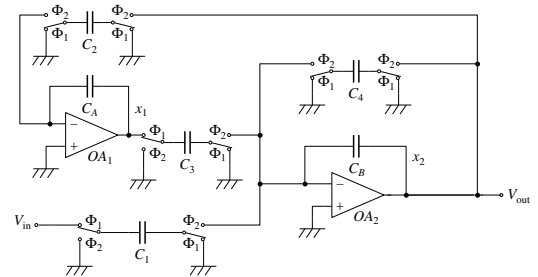 Φ₂ Φ₂
Φ₁ Φ₁
C₂
Φ₂ Φ₂
Φ₁ Φ₁
C₄
C_A x₁
−
+
OA₁
Φ₁ Φ₂
Φ₂ Φ₁
C₃
C_B x₂
−
+
OA₂
V_in Φ₁ Φ₂
Φ₂ Φ₁
C₁
V_out